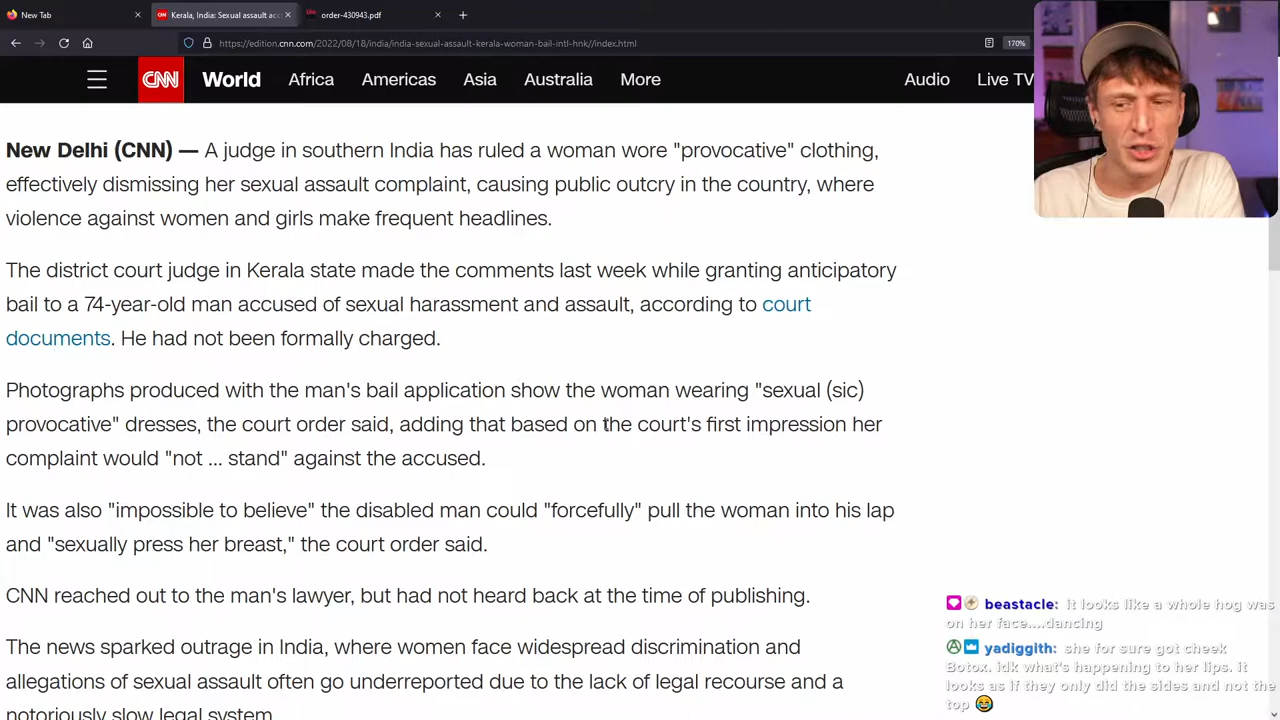 New Tab
Kerala, India: Sexual assault acc
order-430943.pdf
https://edition.cnn.com/2022/08/18/india/india-sexual-assault-kerala-woman-bail-intl-hnk//index.html
170%
CNN World Africa Americas Asia Australia More Audio Live TV
New Delhi (CNN) — A judge in southern India has ruled a woman wore "provocative" clothing,
effectively dismissing her sexual assault complaint, causing public outcry in the country, where
violence against women and girls make frequent headlines.
The district court judge in Kerala state made the comments last week while granting anticipatory
bail to a 74-year-old man accused of sexual harassment and assault, according to court
documents. He had not been formally charged.
Photographs produced with the man's bail application show the woman wearing "sexual (sic)
provocative" dresses, the court order said, adding that based on the court's first impression her
complaint would "not ... stand" against the accused.
It was also "impossible to believe" the disabled man could "forcefully" pull the woman into his lap
and "sexually press her breast," the court order said.
CNN reached out to the man's lawyer, but had not heard back at the time of publishing.
The news sparked outrage in India, where women face widespread discrimination and
allegations of sexual assault often go underreported due to the lack of legal recourse and a
notoriously slow legal system.
beastacle: it looks like a whole hog was
on her face....dancing
yadiggith: she for sure got cheek
Botox. idk what's happening to her lips. it
looks as if they only did the sides and not the
top 😂